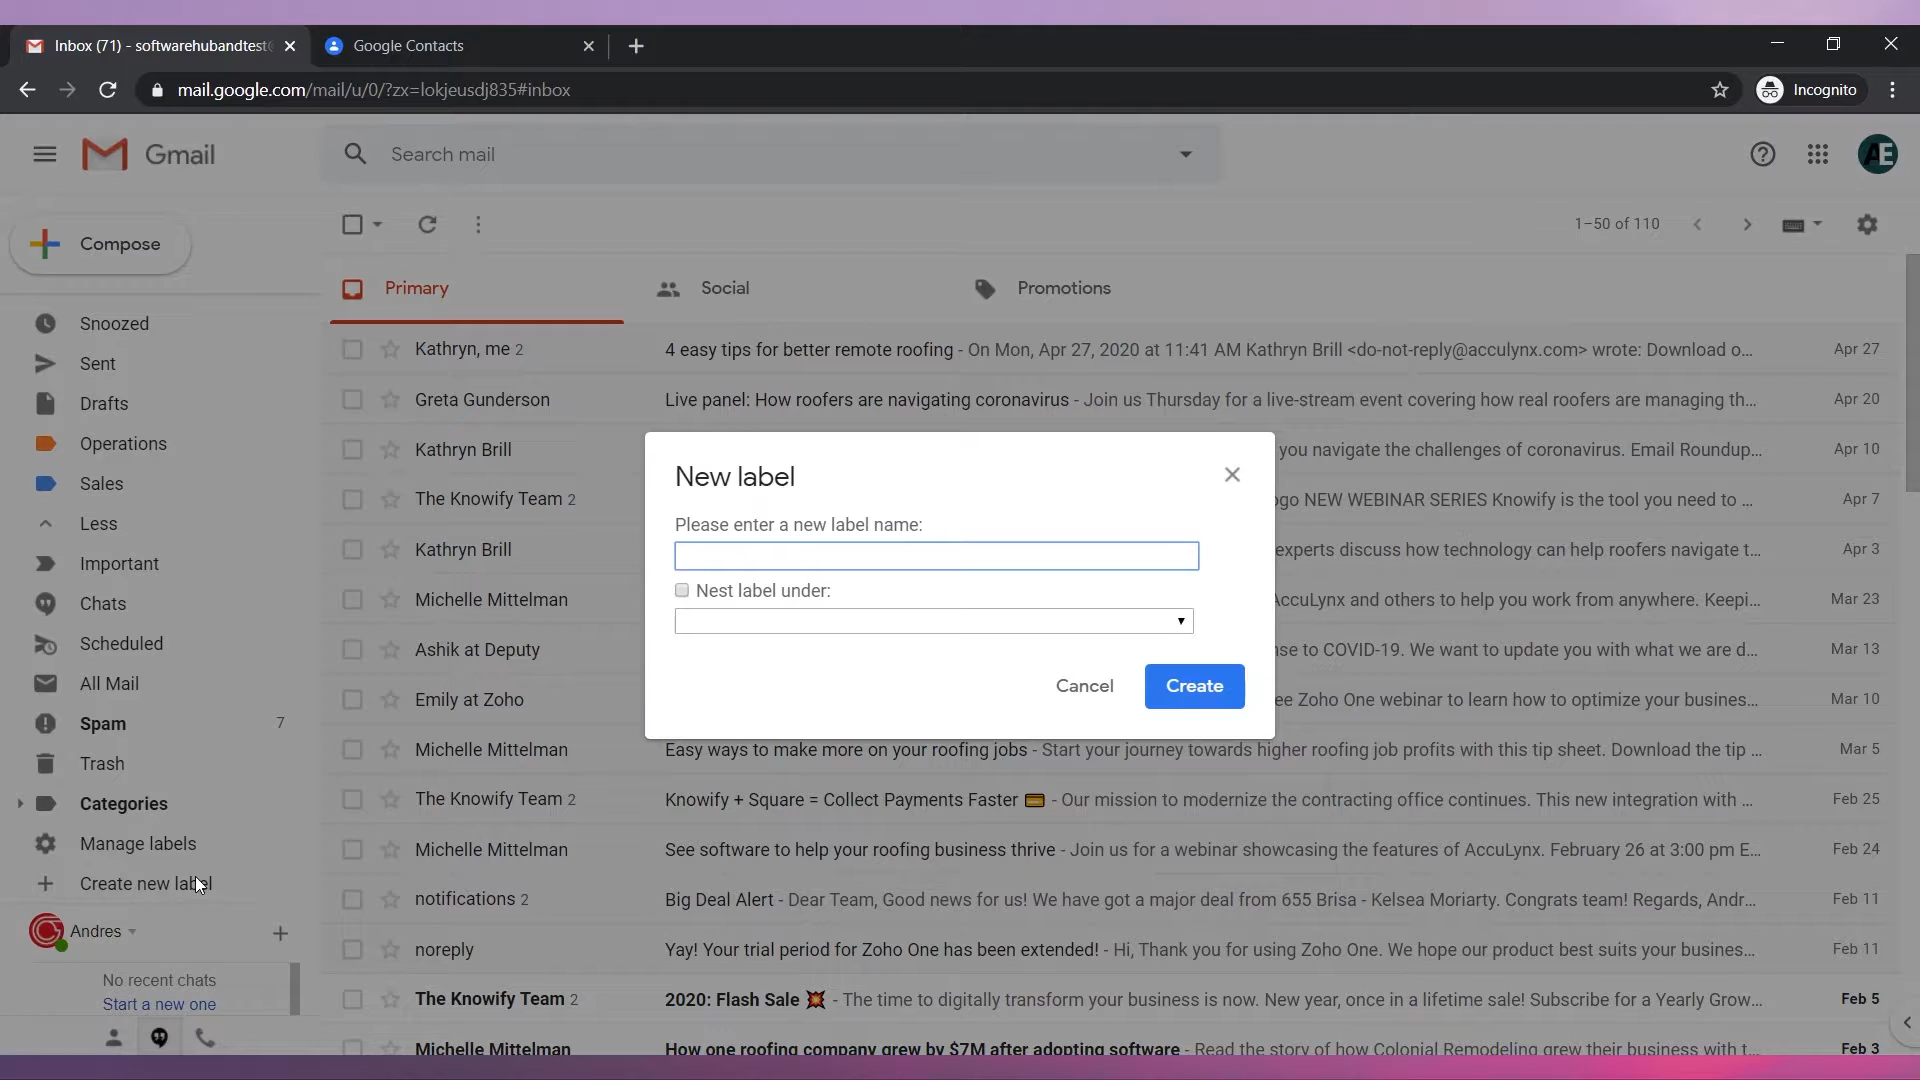 Inbox (71) - softwarehubandtest@
Google Contacts
mail.google.com/mail/u/0/?zx=lokjeusdj835#inbox
Incognito
Gmail
Search mail
AE
Compose
1–50 of 110
Primary
Social
Promotions
Snoozed
Sent
Drafts
Operations
Sales
Less
Important
Chats
Scheduled
All Mail
Spam 7
Trash
Categories
Manage labels
Create new label
Andres
No recent chats
Start a new one
Kathryn, me 2 4 easy tips for better remote roofing - On Mon, Apr 27, 2020 at 11:41 AM Kathryn Brill <do-not-reply@acculynx.com> wrote: Download o... Apr 27
Greta Gunderson Live panel: How roofers are navigating coronavirus - Join us Thursday for a live-stream event covering how real roofers are managing th... Apr 20
Kathryn Brill you navigate the challenges of coronavirus. Email Roundup... Apr 10
The Knowify Team 2 ogo NEW WEBINAR SERIES Knowify is the tool you need to ... Apr 7
Kathryn Brill experts discuss how technology can help roofers navigate t... Apr 3
Michelle Mittelman AccuLynx and others to help you work from anywhere. Keepi... Mar 23
Ashik at Deputy nse to COVID-19. We want to update you with what we are d... Mar 13
Emily at Zoho ee Zoho One webinar to learn how to optimize your busines... Mar 10
Michelle Mittelman Easy ways to make more on your roofing jobs - Start your journey towards higher roofing job profits with this tip sheet. Download the tip ... Mar 5
The Knowify Team 2 Knowify + Square = Collect Payments Faster 💳 - Our mission to modernize the contracting office continues. This new integration with ... Feb 25
Michelle Mittelman See software to help your roofing business thrive - Join us for a webinar showcasing the features of AccuLynx. February 26 at 3:00 pm E... Feb 24
notifications 2 Big Deal Alert - Dear Team, Good news for us! We have got a major deal from 655 Brisa - Kelsea Moriarty. Congrats team! Regards, Andr... Feb 11
noreply Yay! Your trial period for Zoho One has been extended! - Hi, Thank you for using Zoho One. We hope our product best suits your busines... Feb 11
The Knowify Team 2 2020: Flash Sale 💥 - The time to digitally transform your business is now. New year, once in a lifetime sale! Subscribe for a Yearly Grow... Feb 5
Michelle Mittelman How one roofing company grew by $7M after adopting software - Read the story of how Colonial Remodeling grew their business with t... Feb 3
New label
Please enter a new label name:
Nest label under:
Cancel
Create